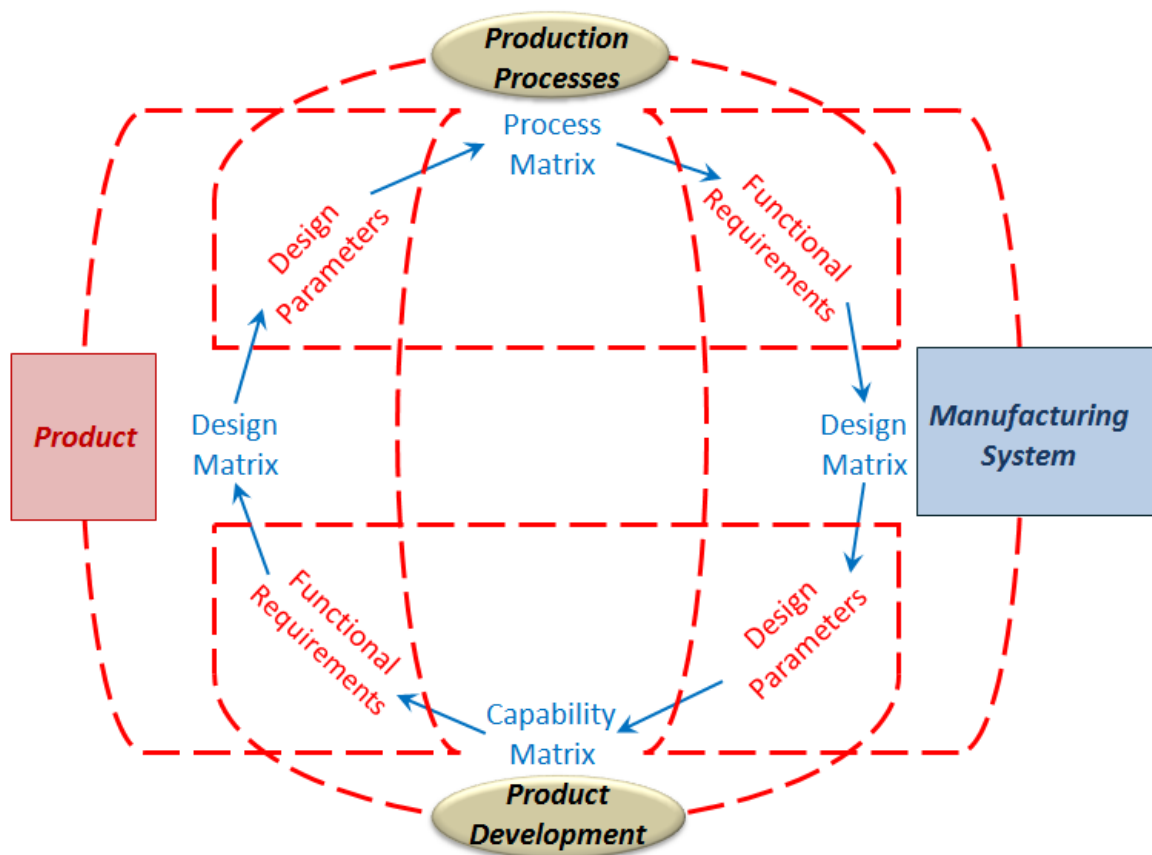 Production
Processes
Process
Matrix
Design
Parameters
Functional
Requirements
Product
Design
Matrix
Design
Matrix
Manufacturing
System
Functional
Requirements
Design
Parameters
Capability
Matrix
Product
Development